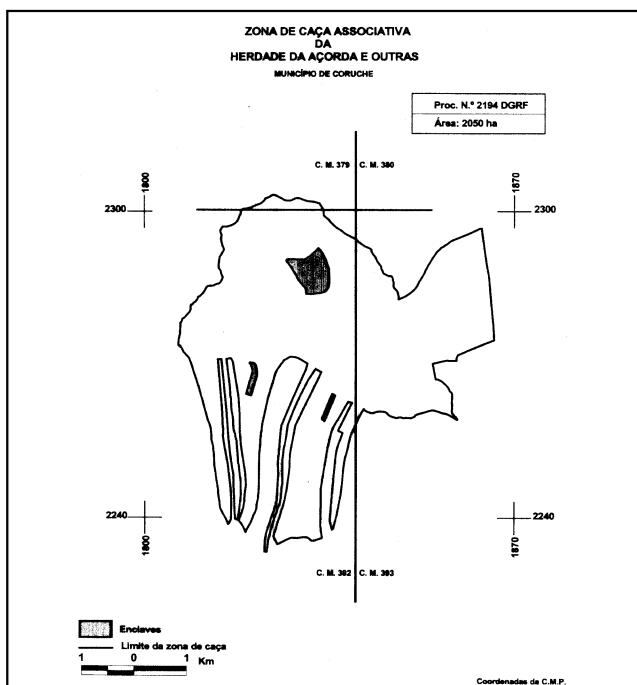 ZONA DE CAÇA ASSOCIATIVA
DA
HERDADE DA AÇORDA E OUTRAS
MUNICÍPIO DE CORUCHE
Proc. N.º 2194 DGRF
Área: 2050 ha
C. M. 379 C. M. 380
1800
1870
2300
2300
2240
2240
1800
1870
C. M. 392 C. M. 393
Enclaves
Limite da zona de caça
1 0 1
Km
Coordenadas da C.M.P.